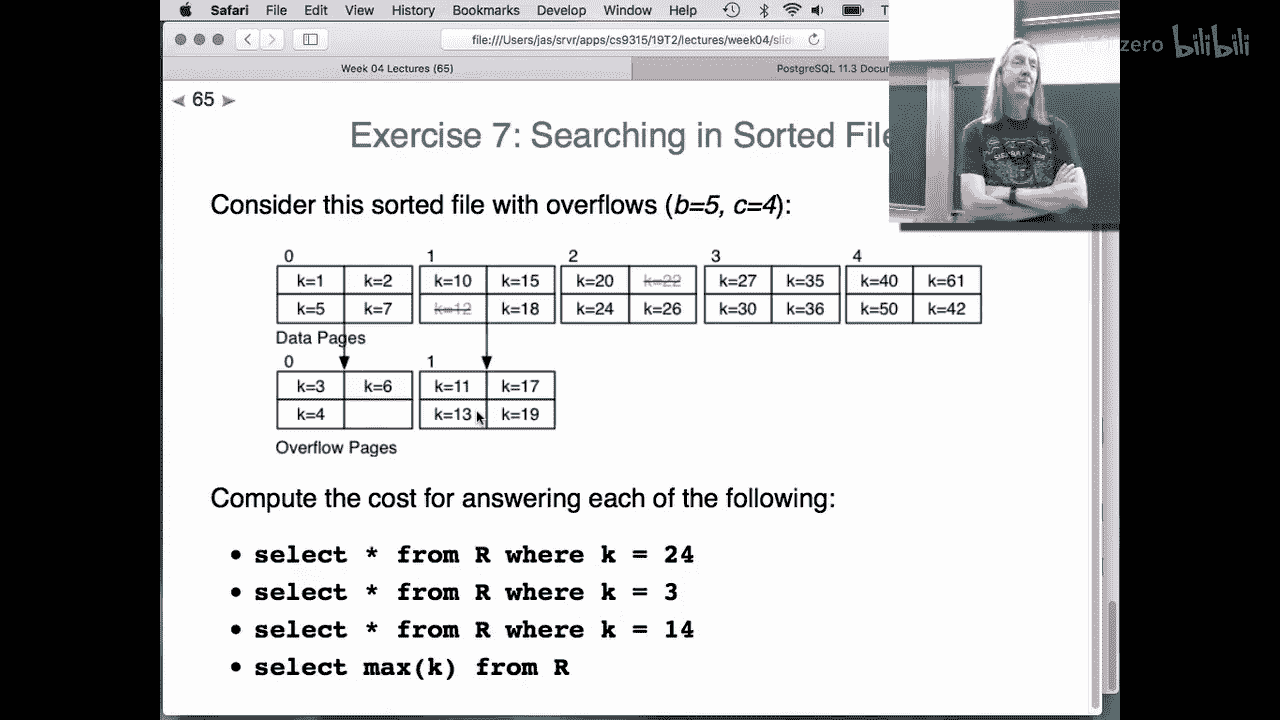 Safari File Edit View History Bookmarks Develop Window Help
file:///Users/jas/srvr/apps/cs9315/19T2/lectures/week04/slid
zero bilibili
Week 04 Lectures (65)
PostgreSQL 11.3 Docu
65
Exercise 7: Searching in Sorted File
Consider this sorted file with overflows (b=5, c=4):
0 1 2 3 4
k=1 k=2 k=10 k=15 k=20 k=22 k=27 k=35 k=40 k=61
k=5 k=7 k=12 k=18 k=24 k=26 k=30 k=36 k=50 k=42
Data Pages
0 1
k=3 k=6 k=11 k=17
k=4 k=13 k=19
Overflow Pages
Compute the cost for answering each of the following:
• select * from R where k = 24
• select * from R where k = 3
• select * from R where k = 14
• select max(k) from R